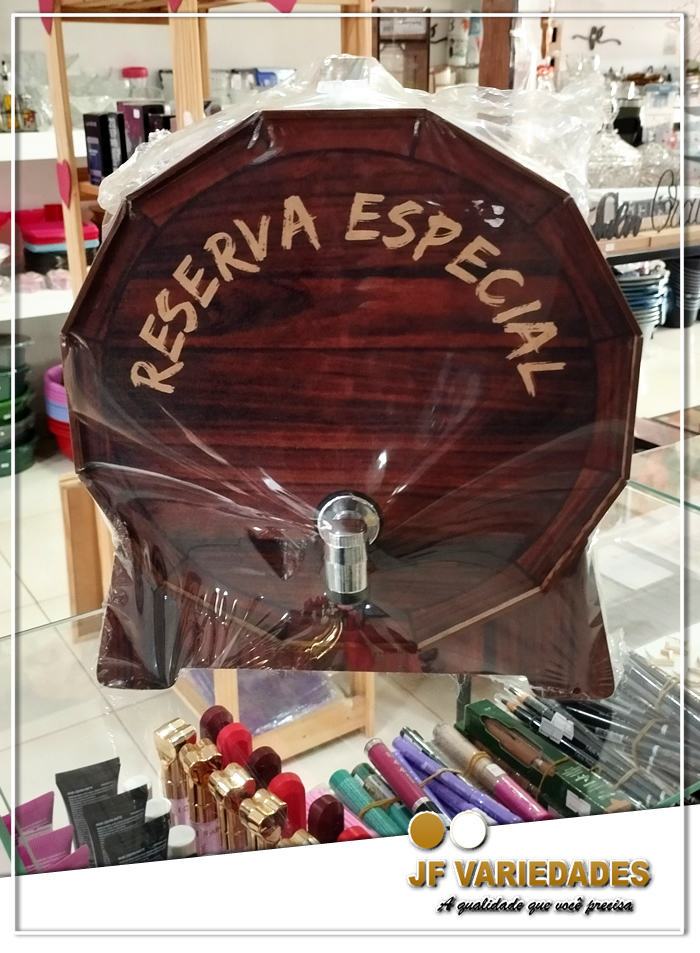 RESERVA ESPECIAL
JF VARIEDADES
A qualidade que você precisa